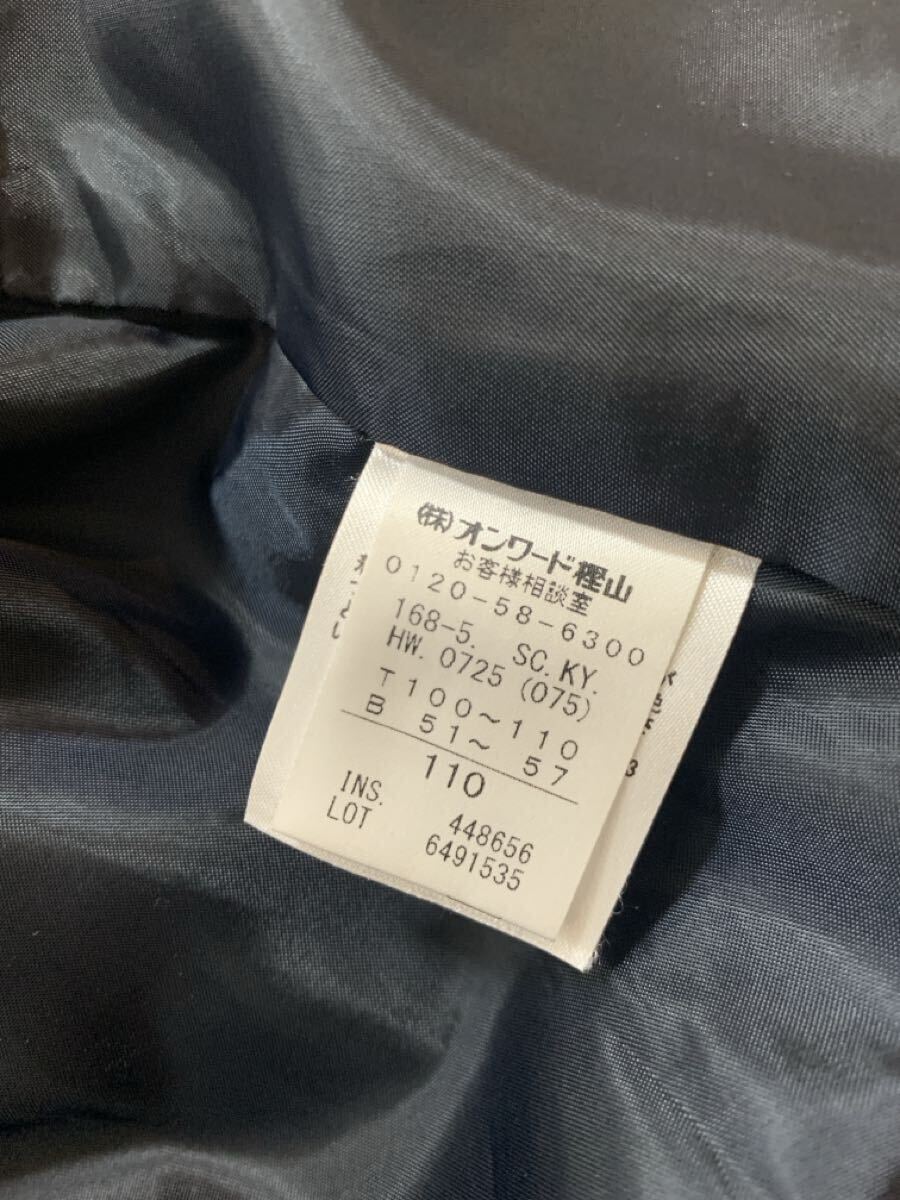 (株)オンワード樫山
お客様相談室
0120-58-6300
168-5. SC. KY.
HW. 0725 (075)
T 100～110
B 51～ 57
110
INS. 448656
LOT 6491535